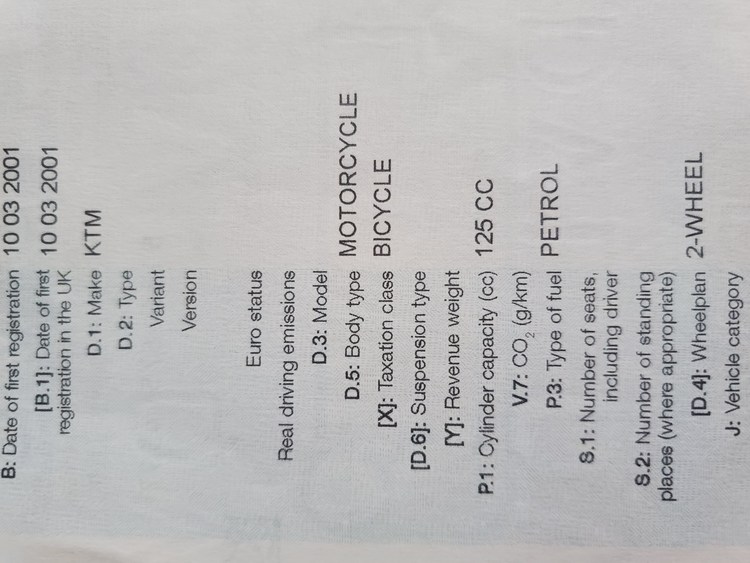 B: Date of first registration 10 03 2001
[B.1]: Date of first 10 03 2001
registration in the UK
D.1: Make KTM
D.2: Type
Variant
Version
Euro status
Real driving emissions
D.3: Model
D.5: Body type MOTORCYCLE
[X]: Taxation class BICYCLE
[D.6]: Suspension type
[Y]: Revenue weight
P.1: Cylinder capacity (cc) 125 CC
V.7: CO2 (g/km)
P.3: Type of fuel PETROL
S.1: Number of seats,
including driver
S.2: Number of standing
places (where appropriate)
[D.4]: Wheelplan 2-WHEEL
J: Vehicle category